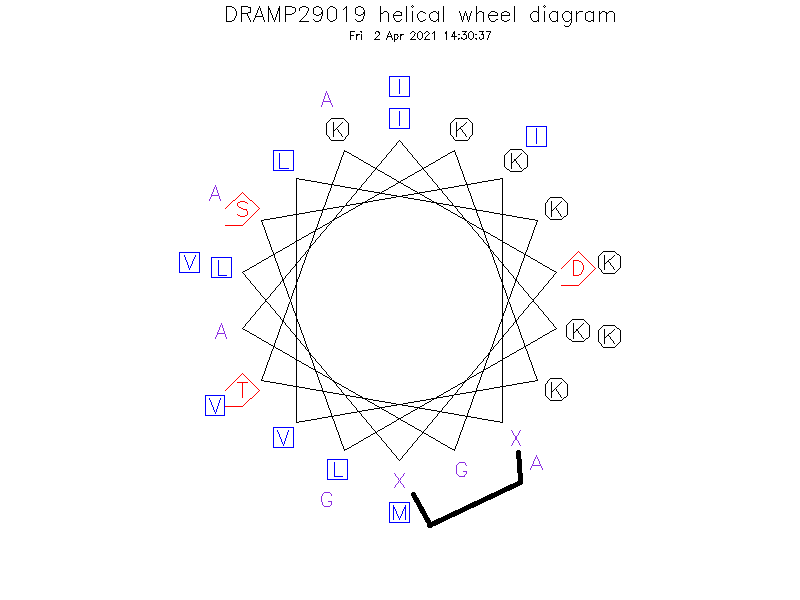 DRAMP29019 helical wheel diagram
Fri 2 Apr 2021 14:30:37
I
A
I
K
K
I
L
K
A
S
K
V
L
D
K
A
K
K
V
T
K
V
X
A
L
G
X
G
M